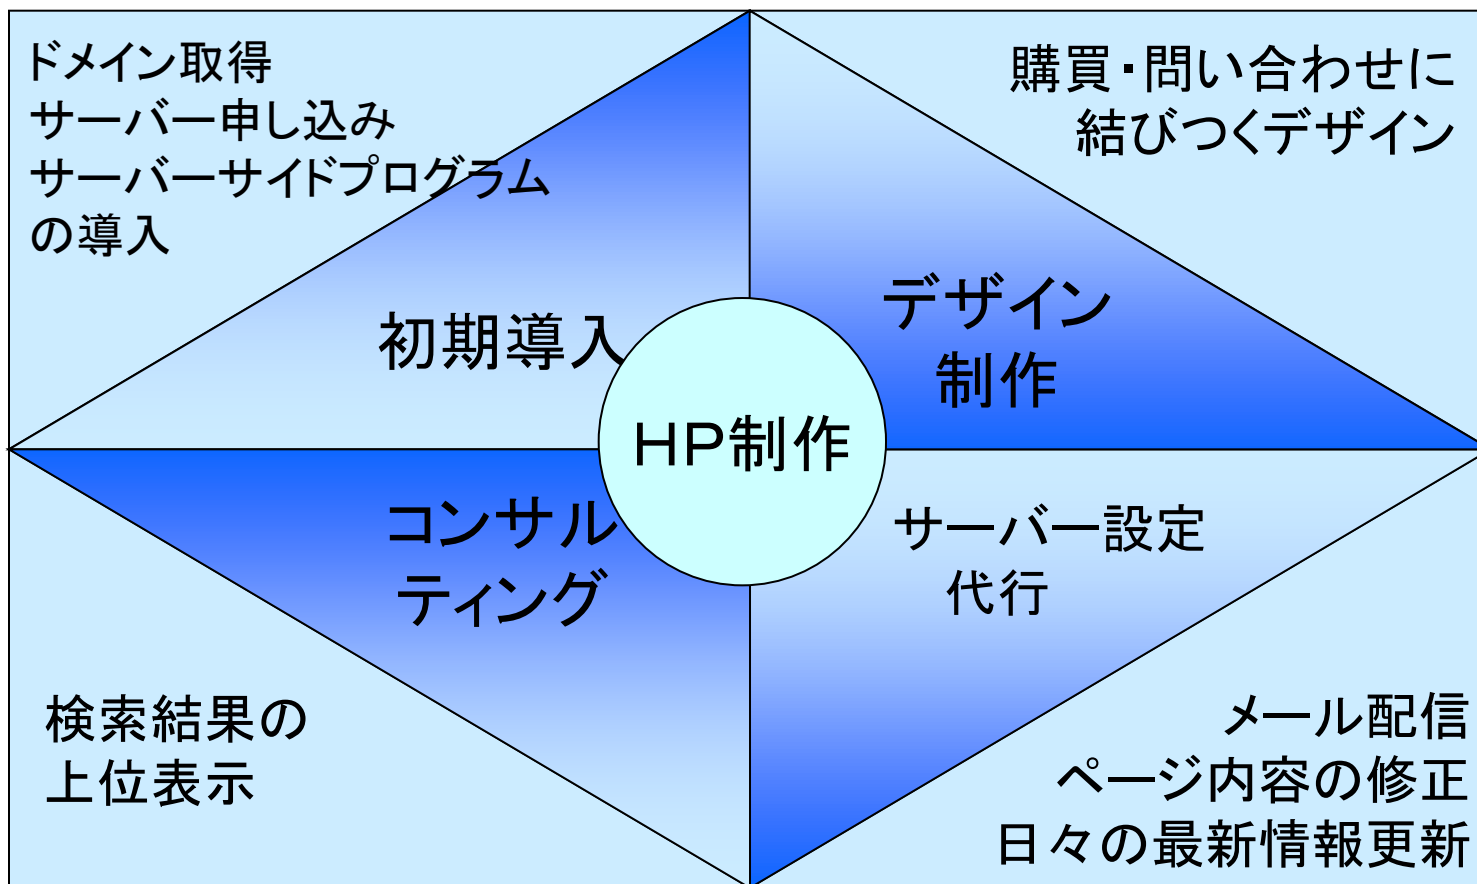 ドメイン取得
サーバー申し込み
サーバーサイドプログラム
の導入
購買・問い合わせに
結びつくデザイン
初期導入
デザイン
制作
HP制作
コンサル
ティング
サーバー設定
代行
検索結果の
上位表示
メール配信
ページ内容の修正
日々の最新情報更新